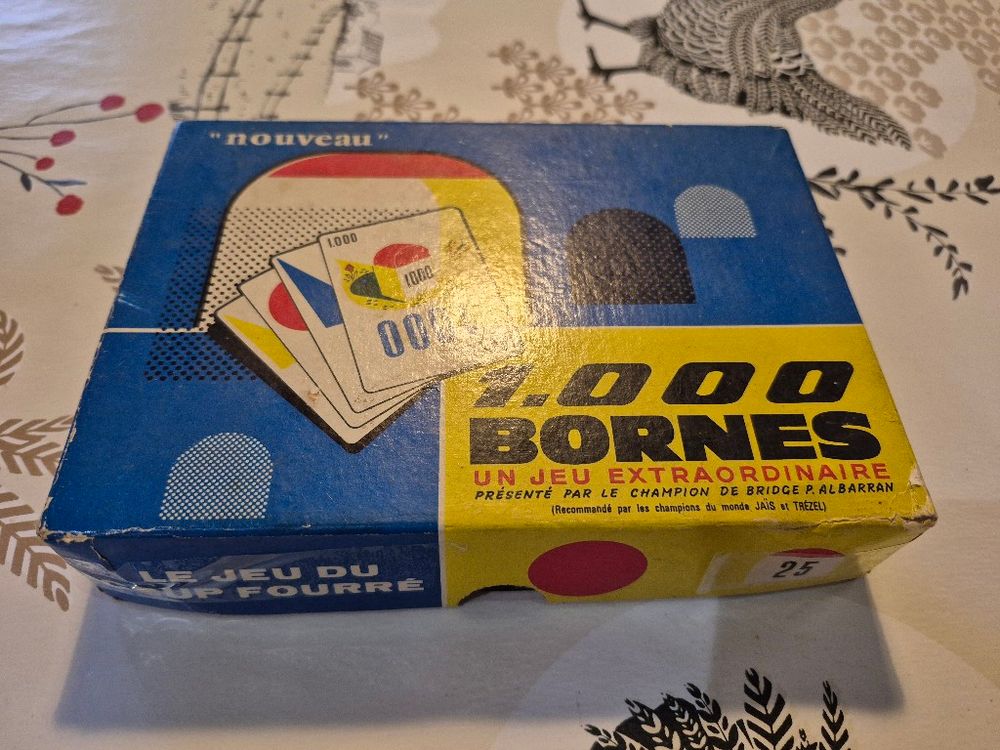 "nouveau"
1.000
1000
000
1.000
BORNES
UN JEU EXTRAORDINAIRE
PRÉSENTÉ PAR LE CHAMPION DE BRIDGE P. ALBARRAN
(Recommandé par les champions du monde JAÏS et TRÉZEL)
LE JEU DU
COUP FOURRÉ
25